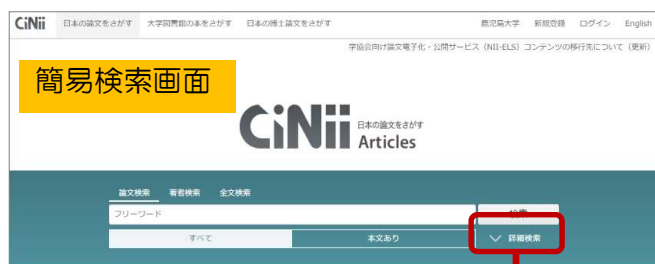 CiNii 日本の論文をさがす 大学図書館の本をさがす 日本の博士論文をさがす 鹿児島大学 新規登録 ログイン English
学協会向け論文電子化・公開サービス（NII-ELS）コンテンツの移行先について（更新）
簡易検索画面
CiNii 日本の論文をさがす
Articles
論文検索 著者検索 全文検索
フリーワード
すべて 本文あり 詳細検索